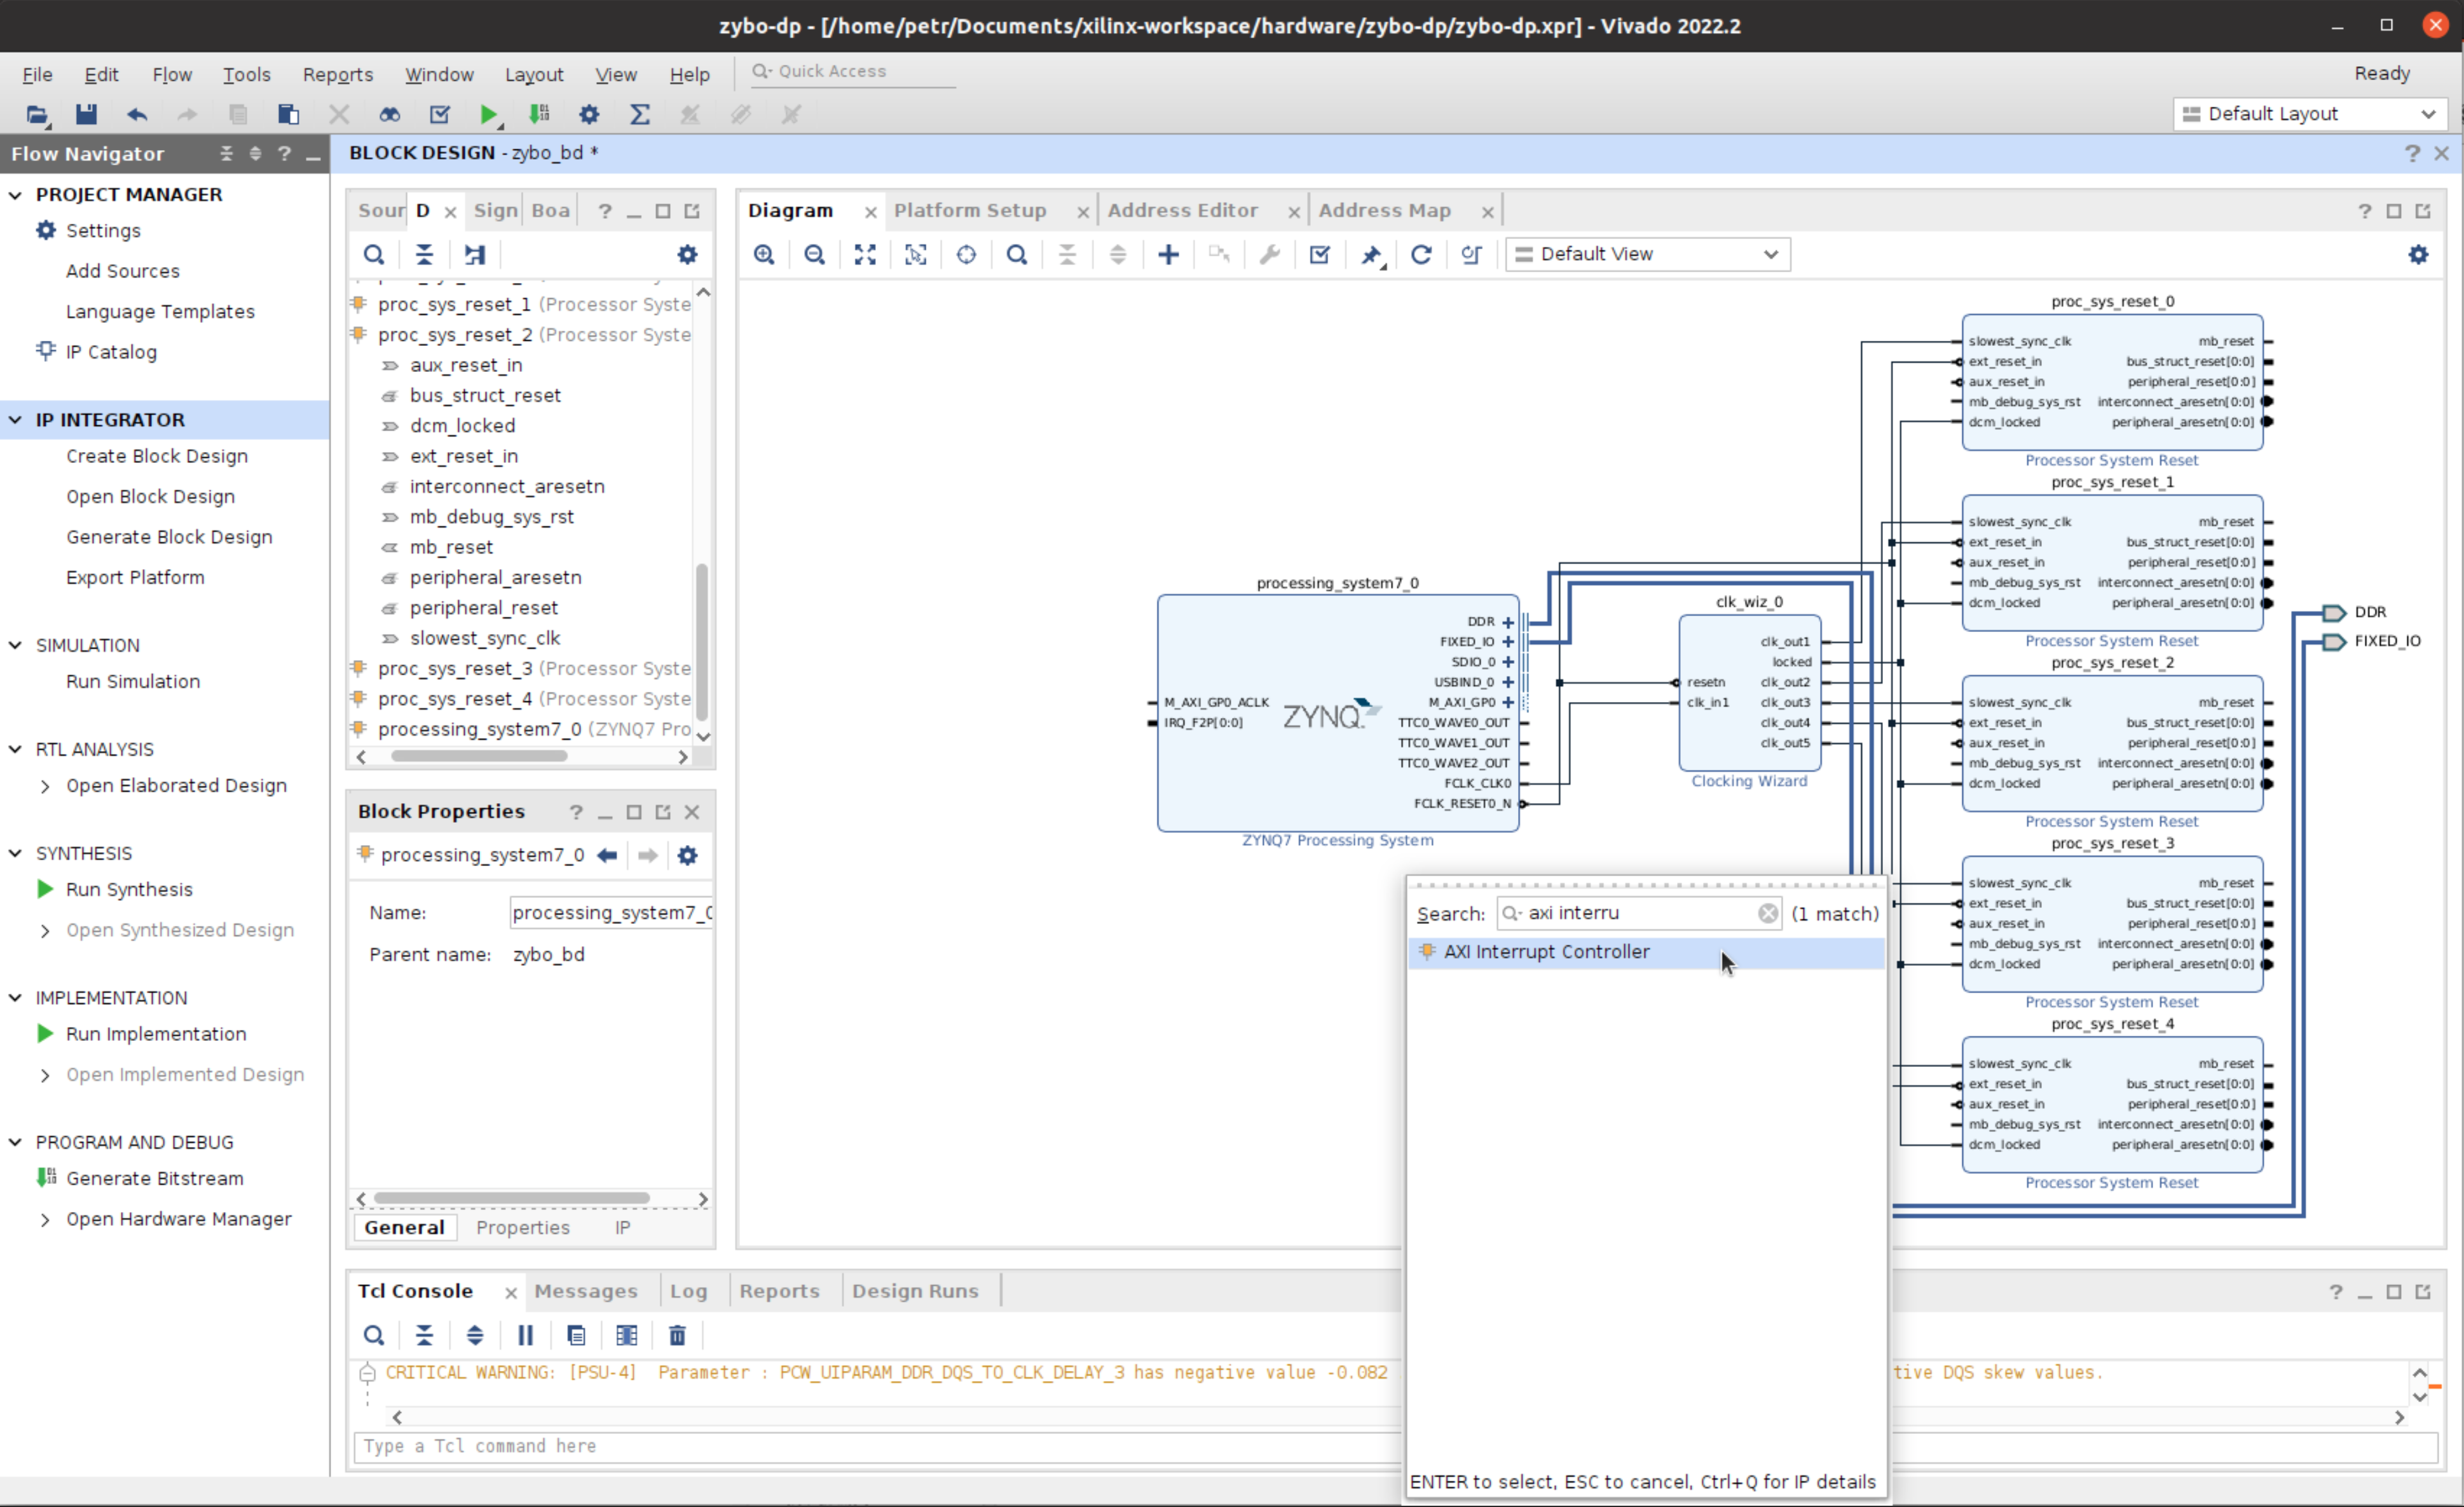 zybo-dp - [/home/petr/Documents/xilinx-workspace/hardware/zybo-dp/zybo-dp.xpr] - Vivado 2022.2
File Edit Flow Tools Reports Window Layout View Help Quick Access Ready
Default Layout
Flow Navigator
PROJECT MANAGER
Settings
Add Sources
Language Templates
IP Catalog
IP INTEGRATOR
Create Block Design
Open Block Design
Generate Block Design
Export Platform
SIMULATION
Run Simulation
RTL ANALYSIS
Open Elaborated Design
SYNTHESIS
Run Synthesis
Open Synthesized Design
IMPLEMENTATION
Run Implementation
Open Implemented Design
PROGRAM AND DEBUG
Generate Bitstream
Open Hardware Manager
BLOCK DESIGN - zybo_bd *
Sour D Sign Boa
proc_sys_reset_1 (Processor Syste
proc_sys_reset_2 (Processor Syste
aux_reset_in
bus_struct_reset
dcm_locked
ext_reset_in
interconnect_aresetn
mb_debug_sys_rst
mb_reset
peripheral_aresetn
peripheral_reset
slowest_sync_clk
proc_sys_reset_3 (Processor Syste
proc_sys_reset_4 (Processor Syste
processing_system7_0 (ZYNQ7 Pro
Block Properties
processing_system7_0
Name: processing_system7_0
Parent name: zybo_bd
General Properties IP
Diagram Platform Setup Address Editor Address Map
Default View
processing_system7_0
DDR
FIXED_IO
SDIO_0
USBIND_0
M_AXI_GP0_ACLK M_AXI_GP0
IRQ_F2P[0:0] TTC0_WAVE0_OUT
ZYNQ
TTC0_WAVE1_OUT
TTC0_WAVE2_OUT
FCLK_CLK0
FCLK_RESET0_N
ZYNQ7 Processing System
clk_wiz_0
clk_out1
locked
resetn clk_out2
clk_in1 clk_out3
clk_out4
clk_out5
Clocking Wizard
proc_sys_reset_0
slowest_sync_clk mb_reset
ext_reset_in bus_struct_reset[0:0]
aux_reset_in peripheral_reset[0:0]
mb_debug_sys_rst interconnect_aresetn[0:0]
dcm_locked peripheral_aresetn[0:0]
Processor System Reset
proc_sys_reset_1
slowest_sync_clk mb_reset
ext_reset_in bus_struct_reset[0:0]
aux_reset_in peripheral_reset[0:0]
mb_debug_sys_rst interconnect_aresetn[0:0]
dcm_locked peripheral_aresetn[0:0]
Processor System Reset
proc_sys_reset_2
slowest_sync_clk mb_reset
ext_reset_in bus_struct_reset[0:0]
aux_reset_in peripheral_reset[0:0]
mb_debug_sys_rst interconnect_aresetn[0:0]
dcm_locked peripheral_aresetn[0:0]
Processor System Reset
proc_sys_reset_3
slowest_sync_clk mb_reset
ext_reset_in bus_struct_reset[0:0]
aux_reset_in peripheral_reset[0:0]
mb_debug_sys_rst interconnect_aresetn[0:0]
dcm_locked peripheral_aresetn[0:0]
Processor System Reset
proc_sys_reset_4
slowest_sync_clk mb_reset
ext_reset_in bus_struct_reset[0:0]
aux_reset_in peripheral_reset[0:0]
mb_debug_sys_rst interconnect_aresetn[0:0]
dcm_locked peripheral_aresetn[0:0]
Processor System Reset
DDR
FIXED_IO
Search: axi interru (1 match)
AXI Interrupt Controller
ENTER to select, ESC to cancel, Ctrl+Q for IP details
Tcl Console Messages Log Reports Design Runs
CRITICAL WARNING: [PSU-4] Parameter : PCW_UIPARAM_DDR_DQS_TO_CLK_DELAY_3 has negative value -0.082 tive DQS skew values.
Type a Tcl command here